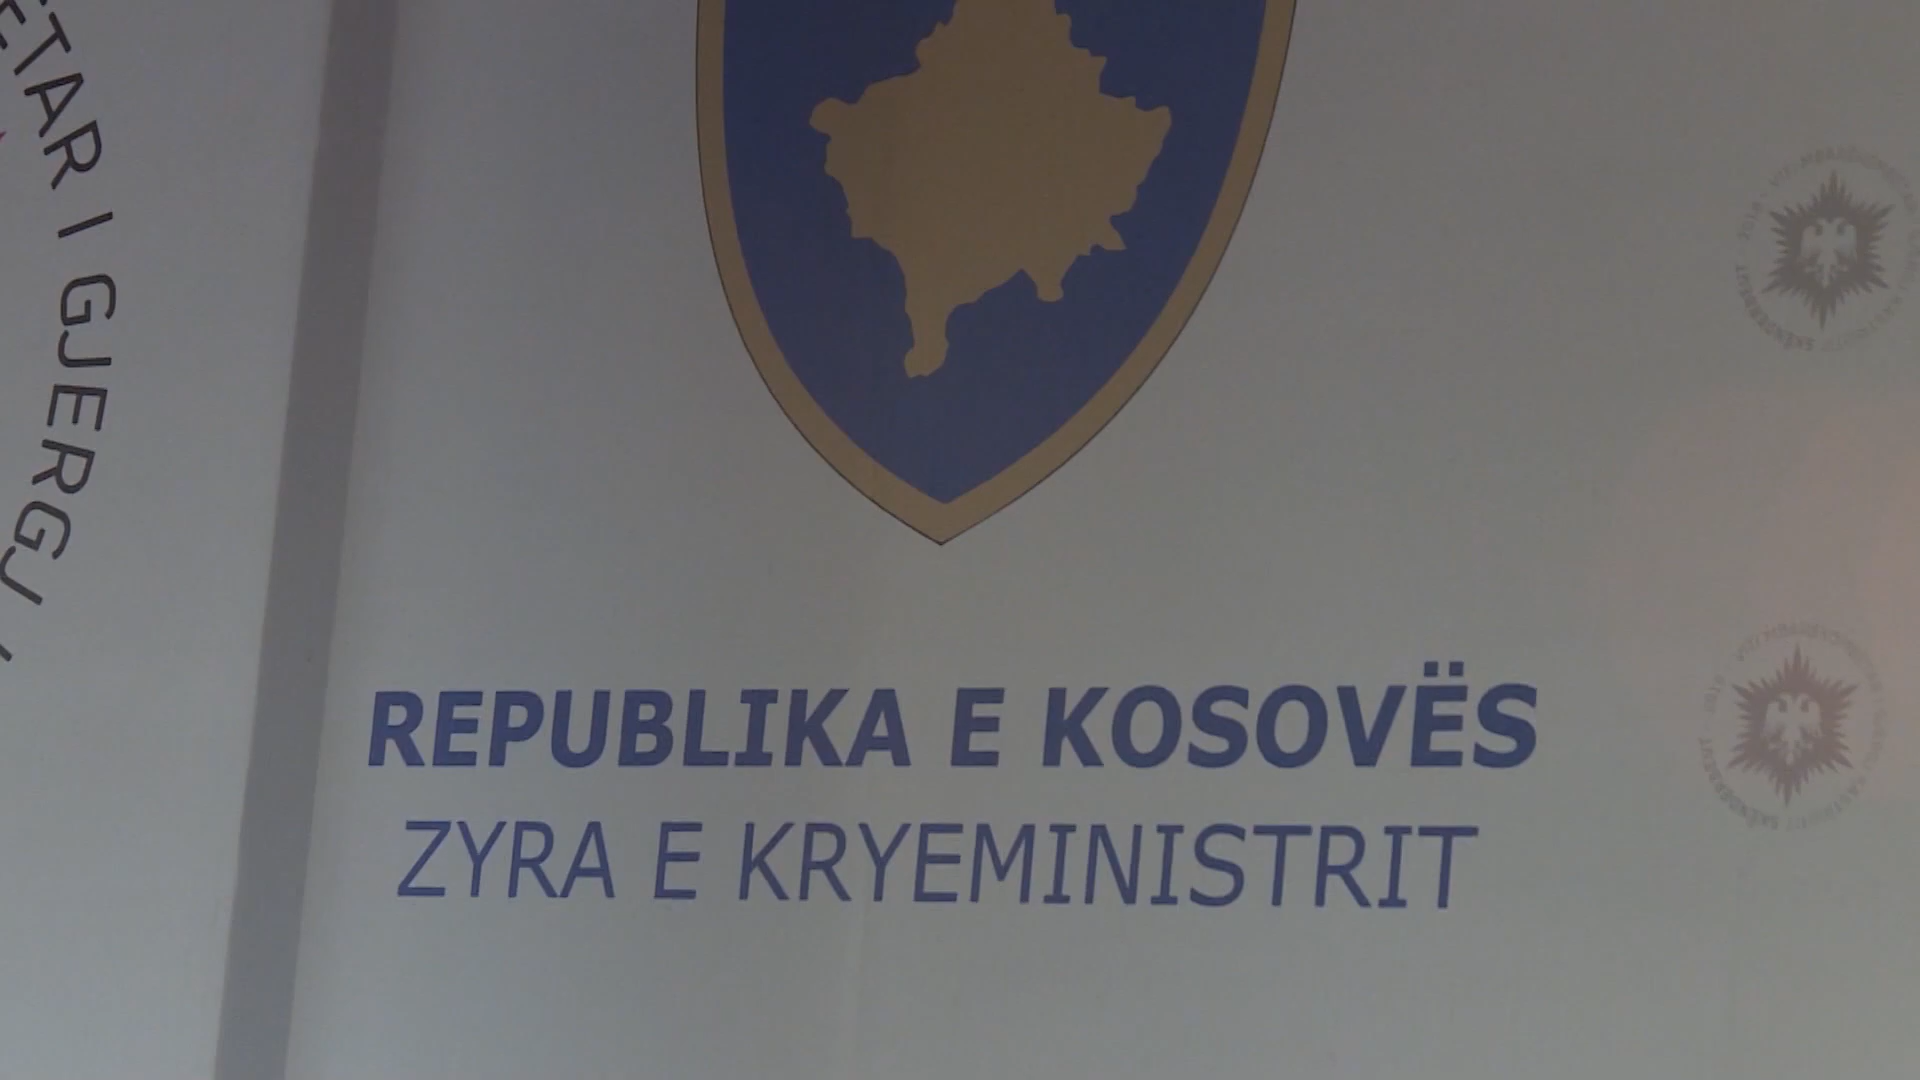 ETAR I GJERGJ
REPUBLIKA E KOSOVËS
ZYRA E KRYEMINISTRIT